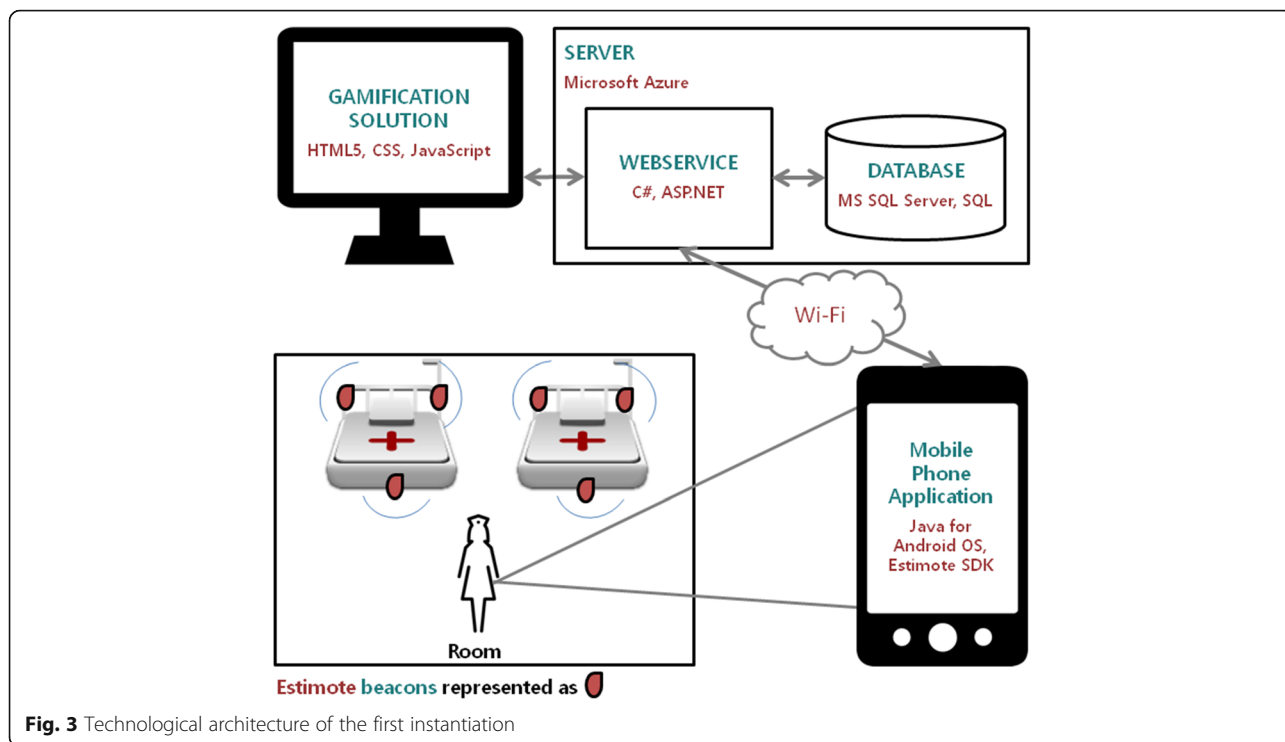 GAMIFICATION
SOLUTION
HTML5, CSS, JavaScript
SERVER
Microsoft Azure
WEBSERVICE
C#, ASP.NET
DATABASE
MS SQL Server, SQL
Wi-Fi
Mobile
Phone
Application
Java for
Android OS,
Estimote SDK
Room
Estimote beacons represented as
Fig. 3 Technological architecture of the first instantiation